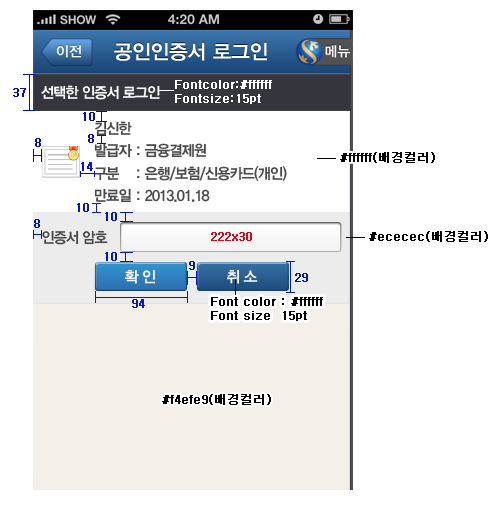 SHOW 4:20 AM
이전 공인인증서 로그인 메뉴
37 선택한 인증서 로그인 Fontcolor:#ffffff
Fontsize:15pt
10
김신한
8 8
발급자 : 금융결제원 #ffffff(배경컬러)
14 구분 : 은행/보험/신용카드(개인)
만료일 : 2013.01.18
10 10
8 인증서 암호 222x30 #ececec(배경컬러)
10
확인 9 취소 29
94 Font color : #ffffff
Font size 15pt
#f4efe9(배경컬러)